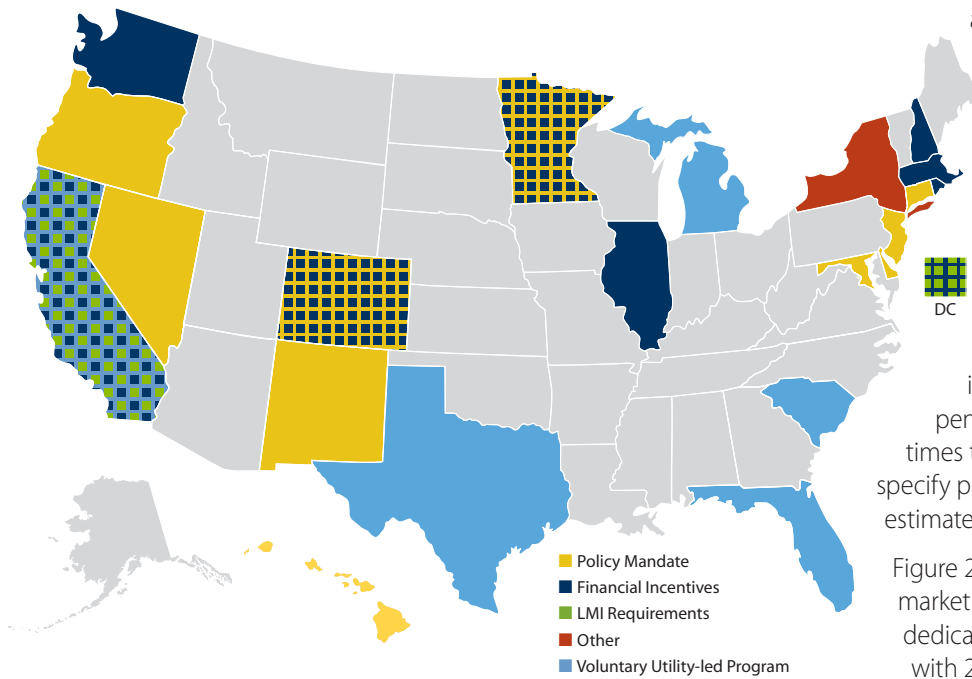 a
DC
i
pen
times t
specify p
estimate
Figure 2
market
dedica
with 2
Policy Mandate
Financial Incentives
LMI Requirements
Other
Voluntary Utility-led Program